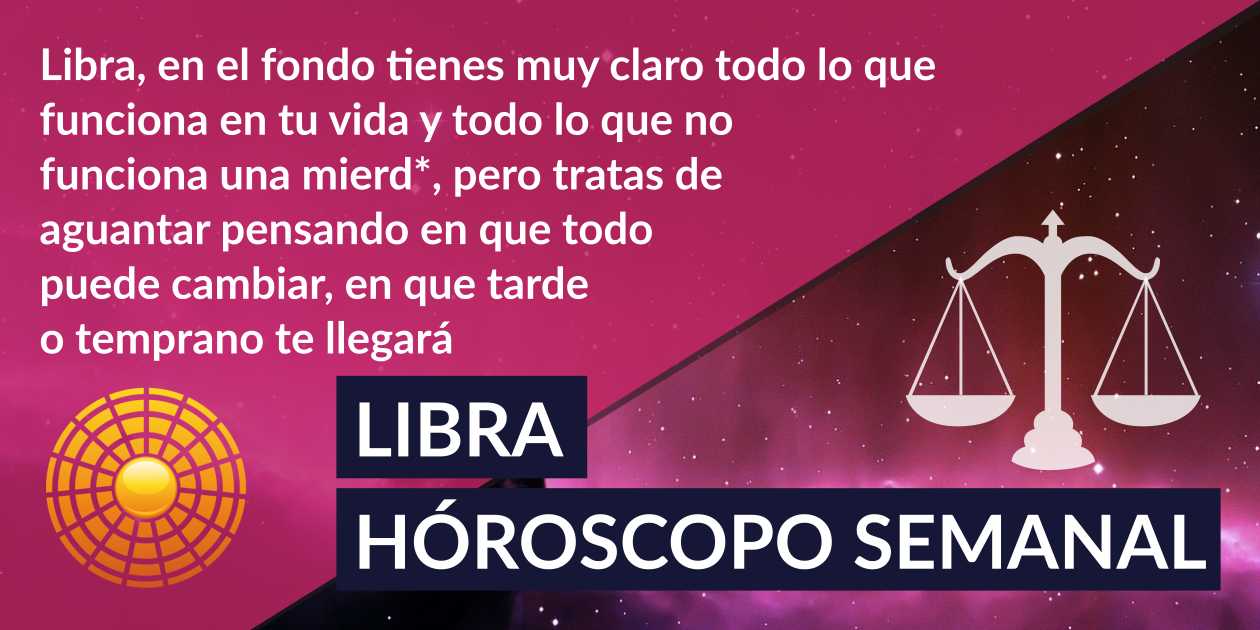 Libra, en el fondo tienes muy claro todo lo que
funciona en tu vida y todo lo que no
funciona una mierd*, pero tratas de
aguantar pensando en que todo
puede cambiar, en que tarde
o temprano te llegará
LIBRA
HÓROSCOPO SEMANAL